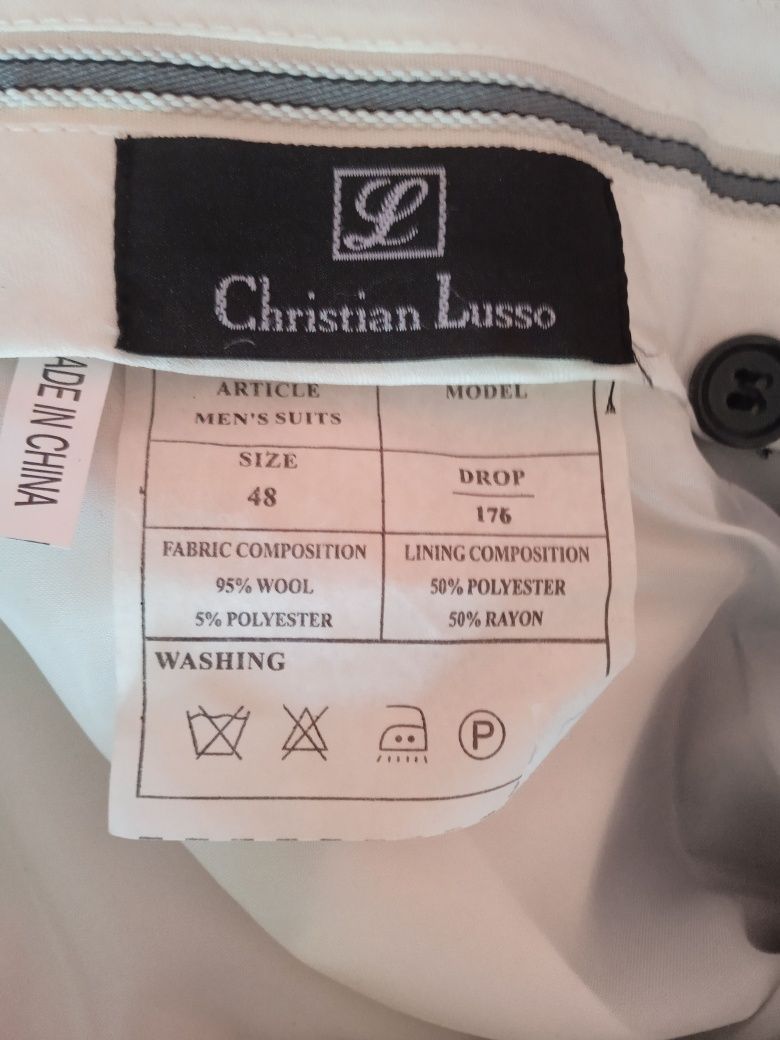 L
Christian Lusso
ADE IN CHINA
ARTICLE
MEN'S SUITS
MODEL
SIZE
48
DROP
176
FABRIC COMPOSITION
95% WOOL
5% POLYESTER
LINING COMPOSITION
50% POLYESTER
50% RAYON
WASHING
P